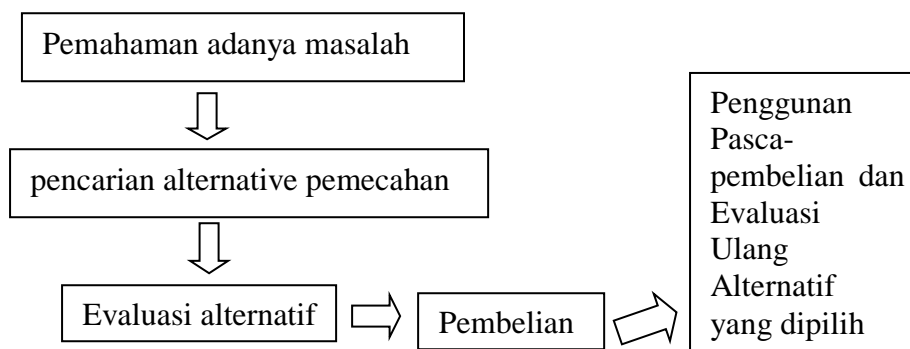 Pemahaman adanya masalah
pencarian alternative pemecahan
Evaluasi alternatif
Pembelian
Penggunan
Pasca-
pembelian dan
Evaluasi
Ulang
Alternatif
yang dipilih